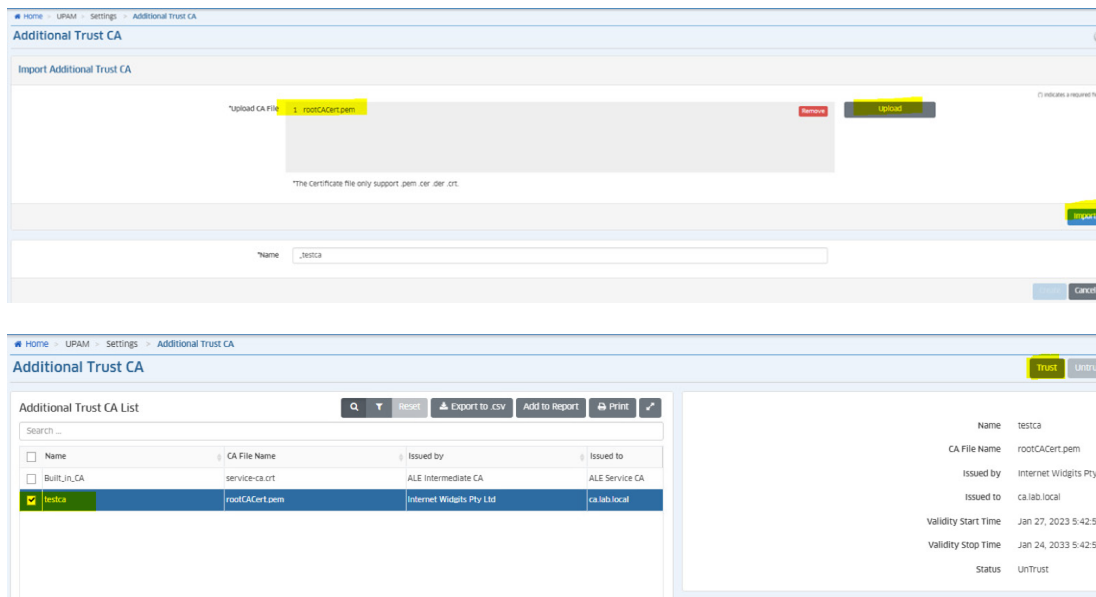 Home > UPAM > Settings > Additional Trust CA
Additional Trust CA
Import Additional Trust CA
(*) indicates a required
*Upload CA File
1 rootCACert.pem
Remove
Upload
*The Certificate file only support .pem .cer .der .crt.
Import
*Name
_testca
Cancel
Home > UPAM > Settings > Additional Trust CA
Additional Trust CA
Trust
Untru
Additional Trust CA List
Reset
Export to .csv
Add to Report
Print
Search ...
Name CA File Name Issued by Issued to
Built_in_CA service-ca.crt ALE Intermediate CA ALE Service CA
testca rootCACert.pem Internet Widgits Pty Ltd ca.lab.local
Name testca
CA File Name rootCACert.pem
Issued by Internet Widgits Pty
Issued to ca.lab.local
Validity Start Time Jan 27, 2023 5:42:5
Validity Stop Time Jan 24, 2033 5:42:5
Status UnTrust